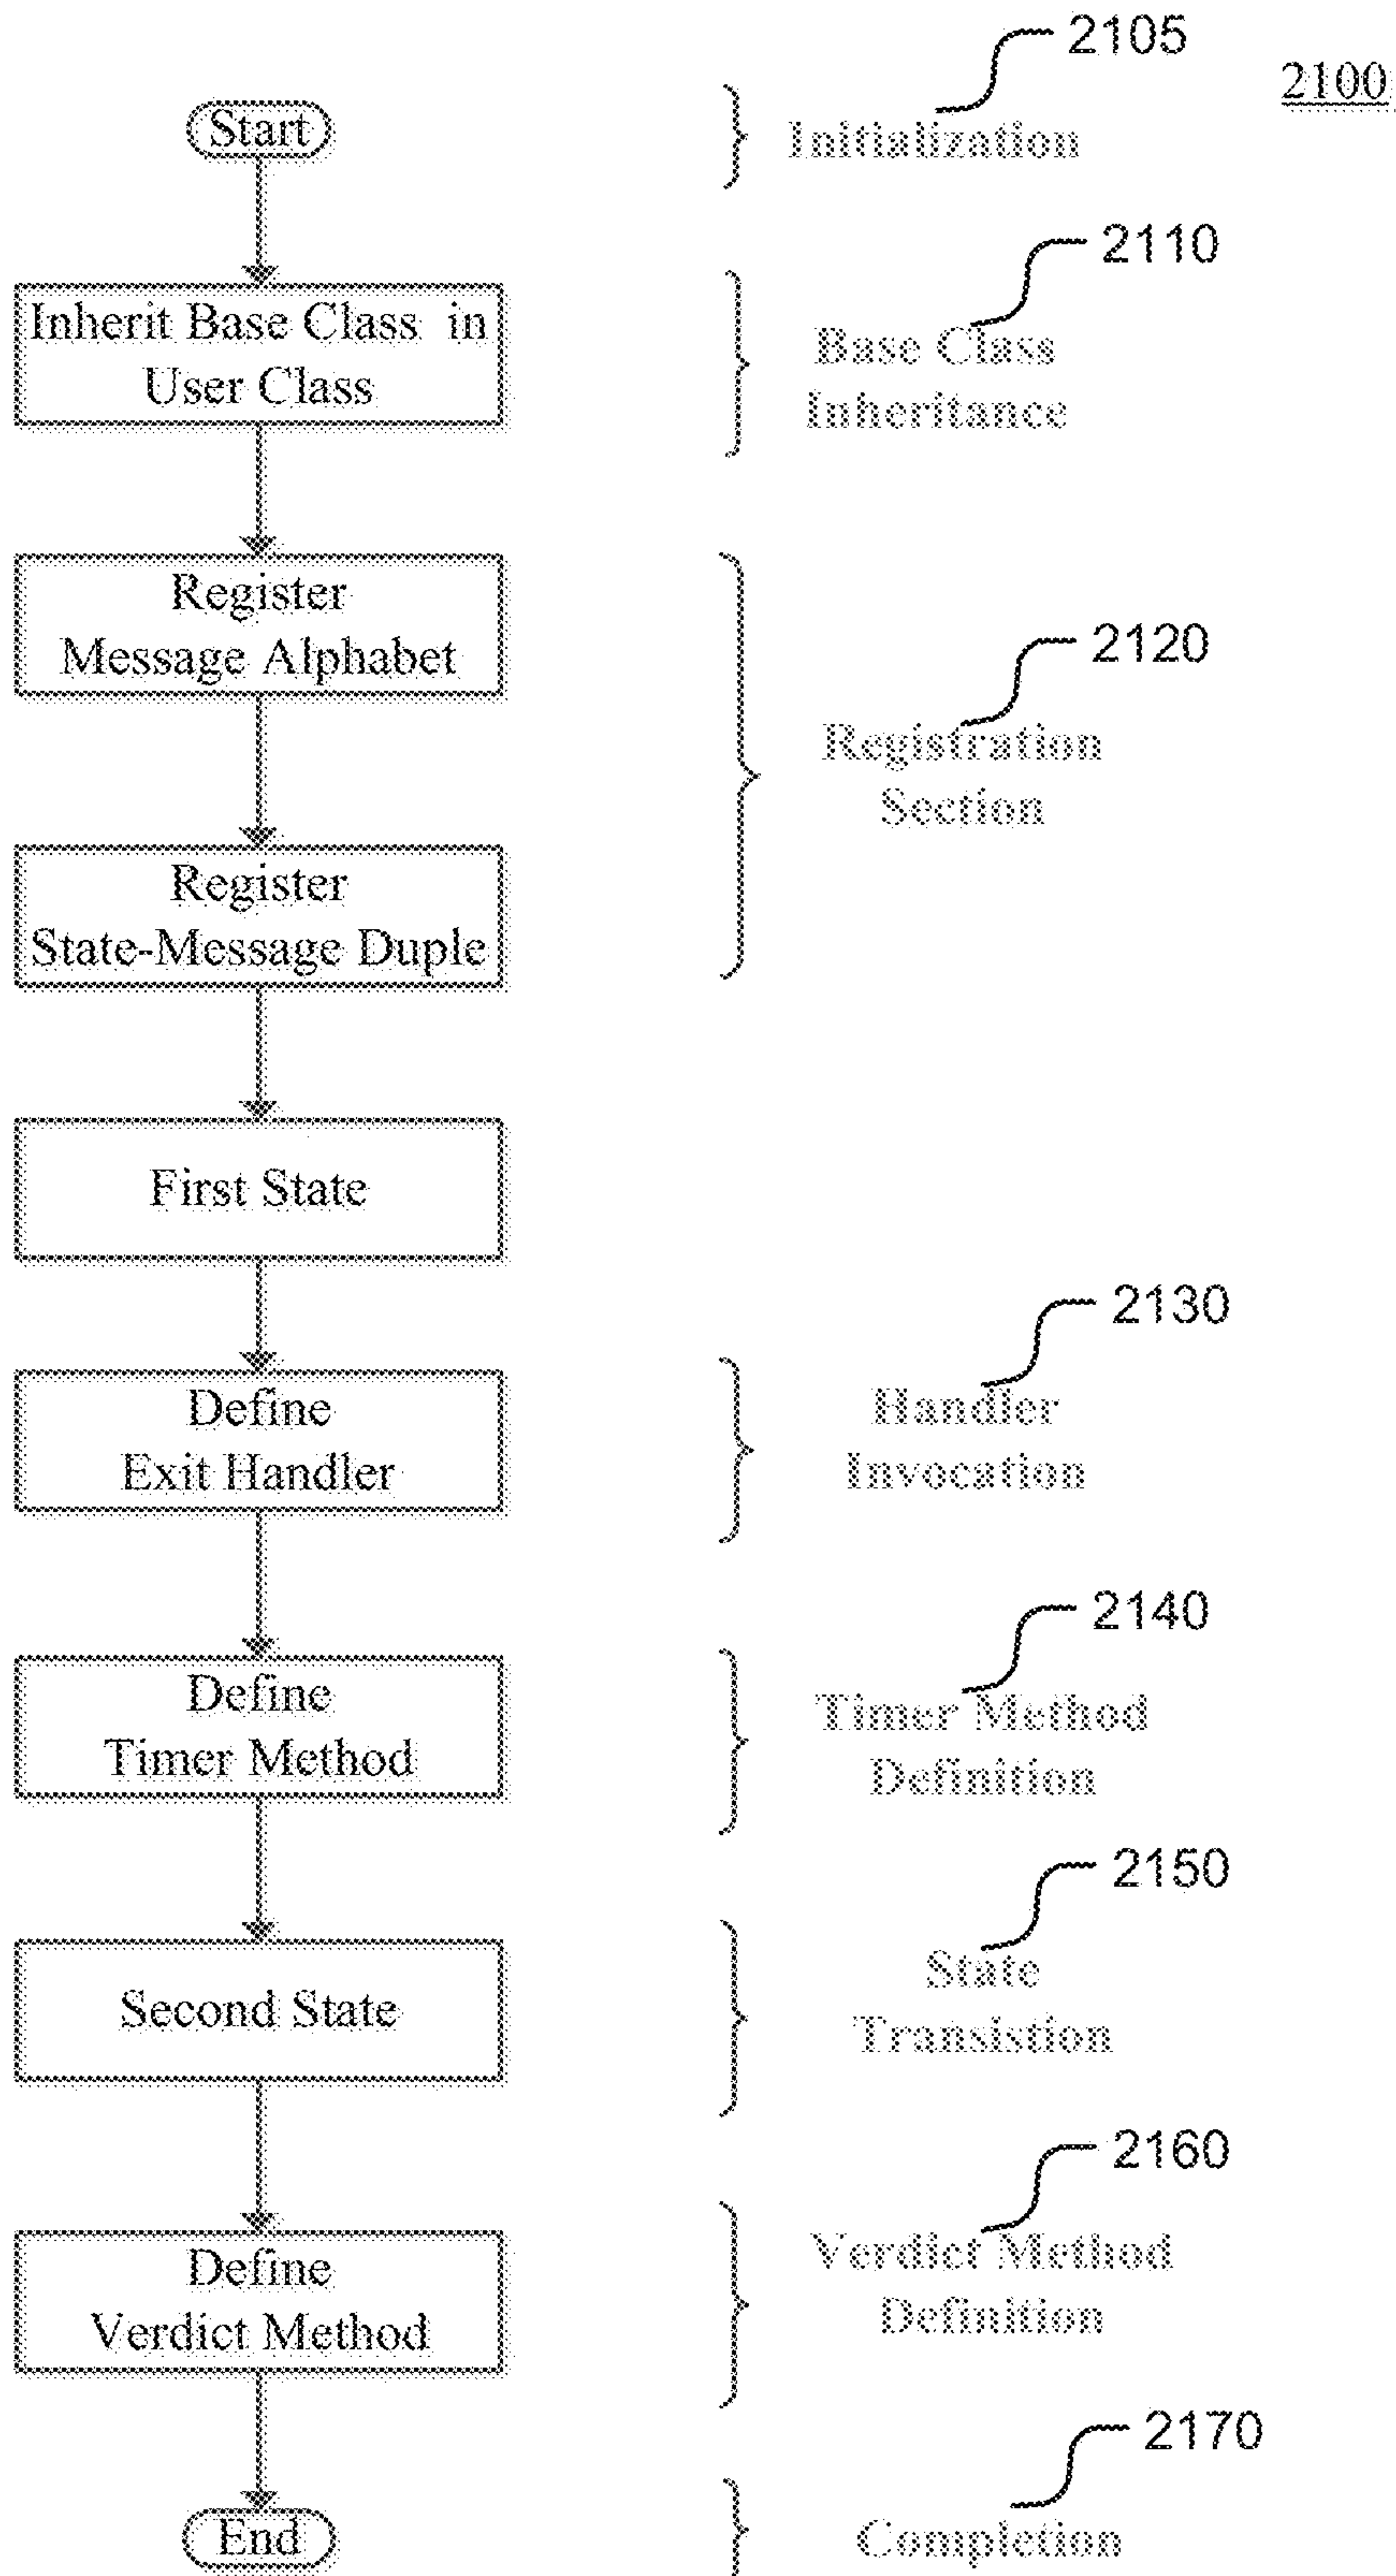 2105
2100
Start
Initialization
2110
Inherit Base Class in
User Class
Base Class
Inheritance
Register
Message Alphabet
2120
Registration
Section
Register
State-Message Duple
First State
2130
Define
Exit Handler
Handler
Invocation
2140
Define
Timer Method
Timer Method
Definition
2150
Second State
State
Transistion
2160
Define
Verdict Method
Verdict Method
Definition
2170
End
Completion